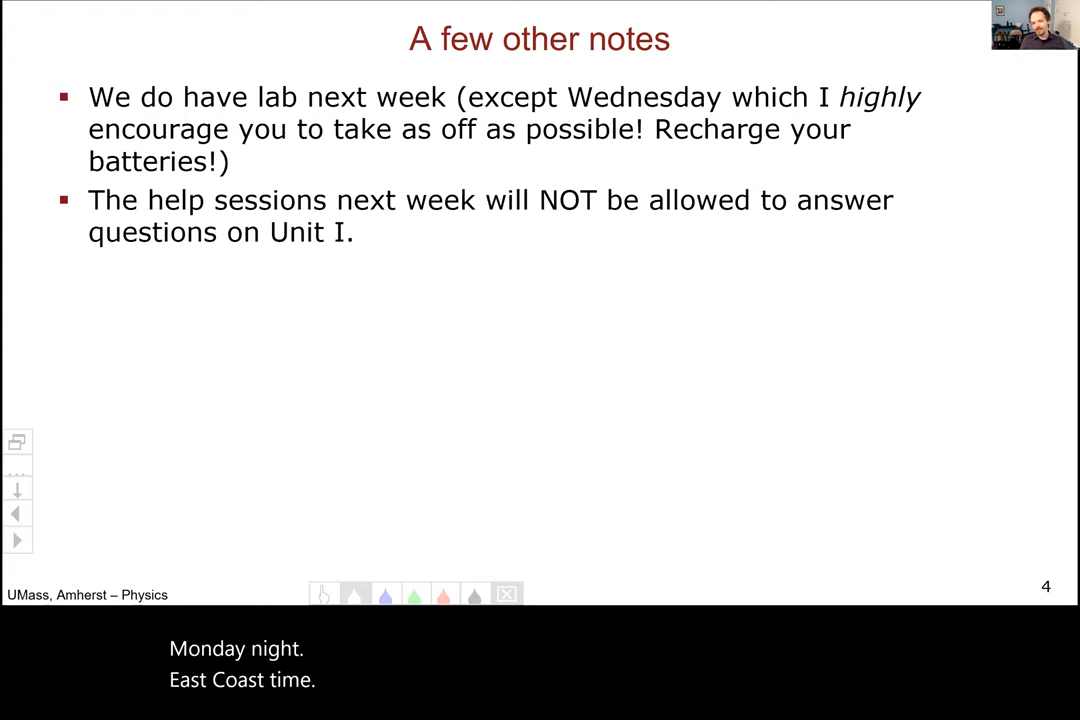 A few other notes
▪ We do have lab next week (except Wednesday which I highly
encourage you to take as off as possible! Recharge your
batteries!)
▪ The help sessions next week will NOT be allowed to answer
questions on Unit I.
UMass, Amherst – Physics
4
Monday night.
East Coast time.